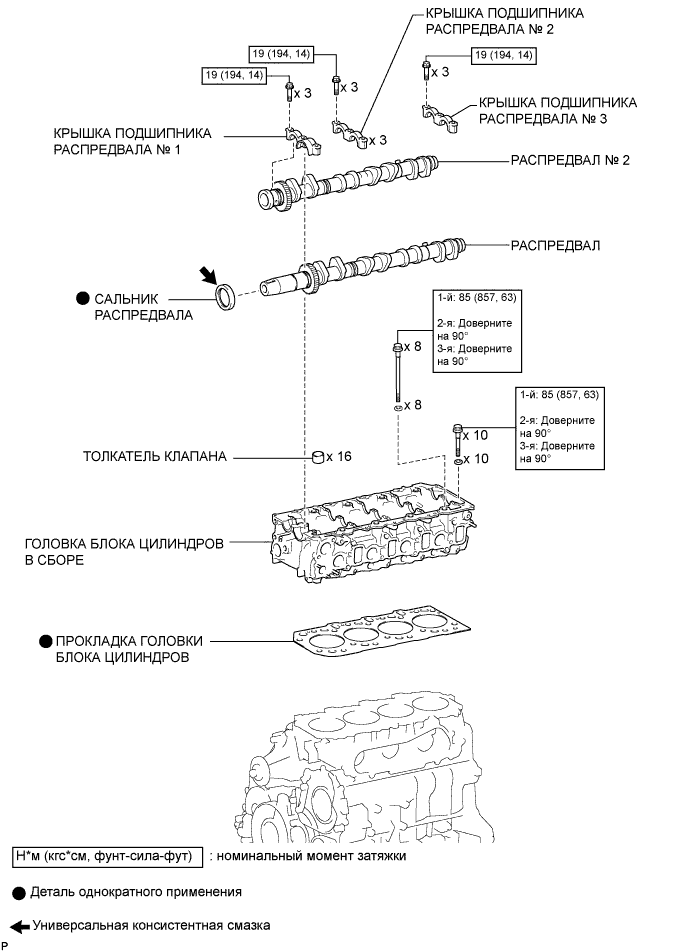 КРЫШКА ПОДШИПНИКА
РАСПРЕДВАЛА № 2
19 (194, 14)
x 3
19 (194, 14)
x 3
19 (194, 14)
x 3
КРЫШКА ПОДШИПНИКА
РАСПРЕДВАЛА № 3
КРЫШКА ПОДШИПНИКА
РАСПРЕДВАЛА № 1
x 3
РАСПРЕДВАЛ № 2
РАСПРЕДВАЛ
САЛЬНИК
РАСПРЕДВАЛА
1-й: 85 (857, 63)
2-я: Доверните
на 90°
3-я: Доверните
на 90°
x 8
x 8
1-й: 85 (857, 63)
2-я: Доверните
на 90°
3-я: Доверните
на 90°
x 10
x 10
ТОЛКАТЕЛЬ КЛАПАНА
x 16
ГОЛОВКА БЛОКА ЦИЛИНДРОВ
В СБОРЕ
ПРОКЛАДКА ГОЛОВКИ
БЛОКА ЦИЛИНДРОВ
Н*м (кгс*см, фунт-сила-фут) : номинальный момент затяжки
Деталь однократного применения
Универсальная консистентная смазка
P